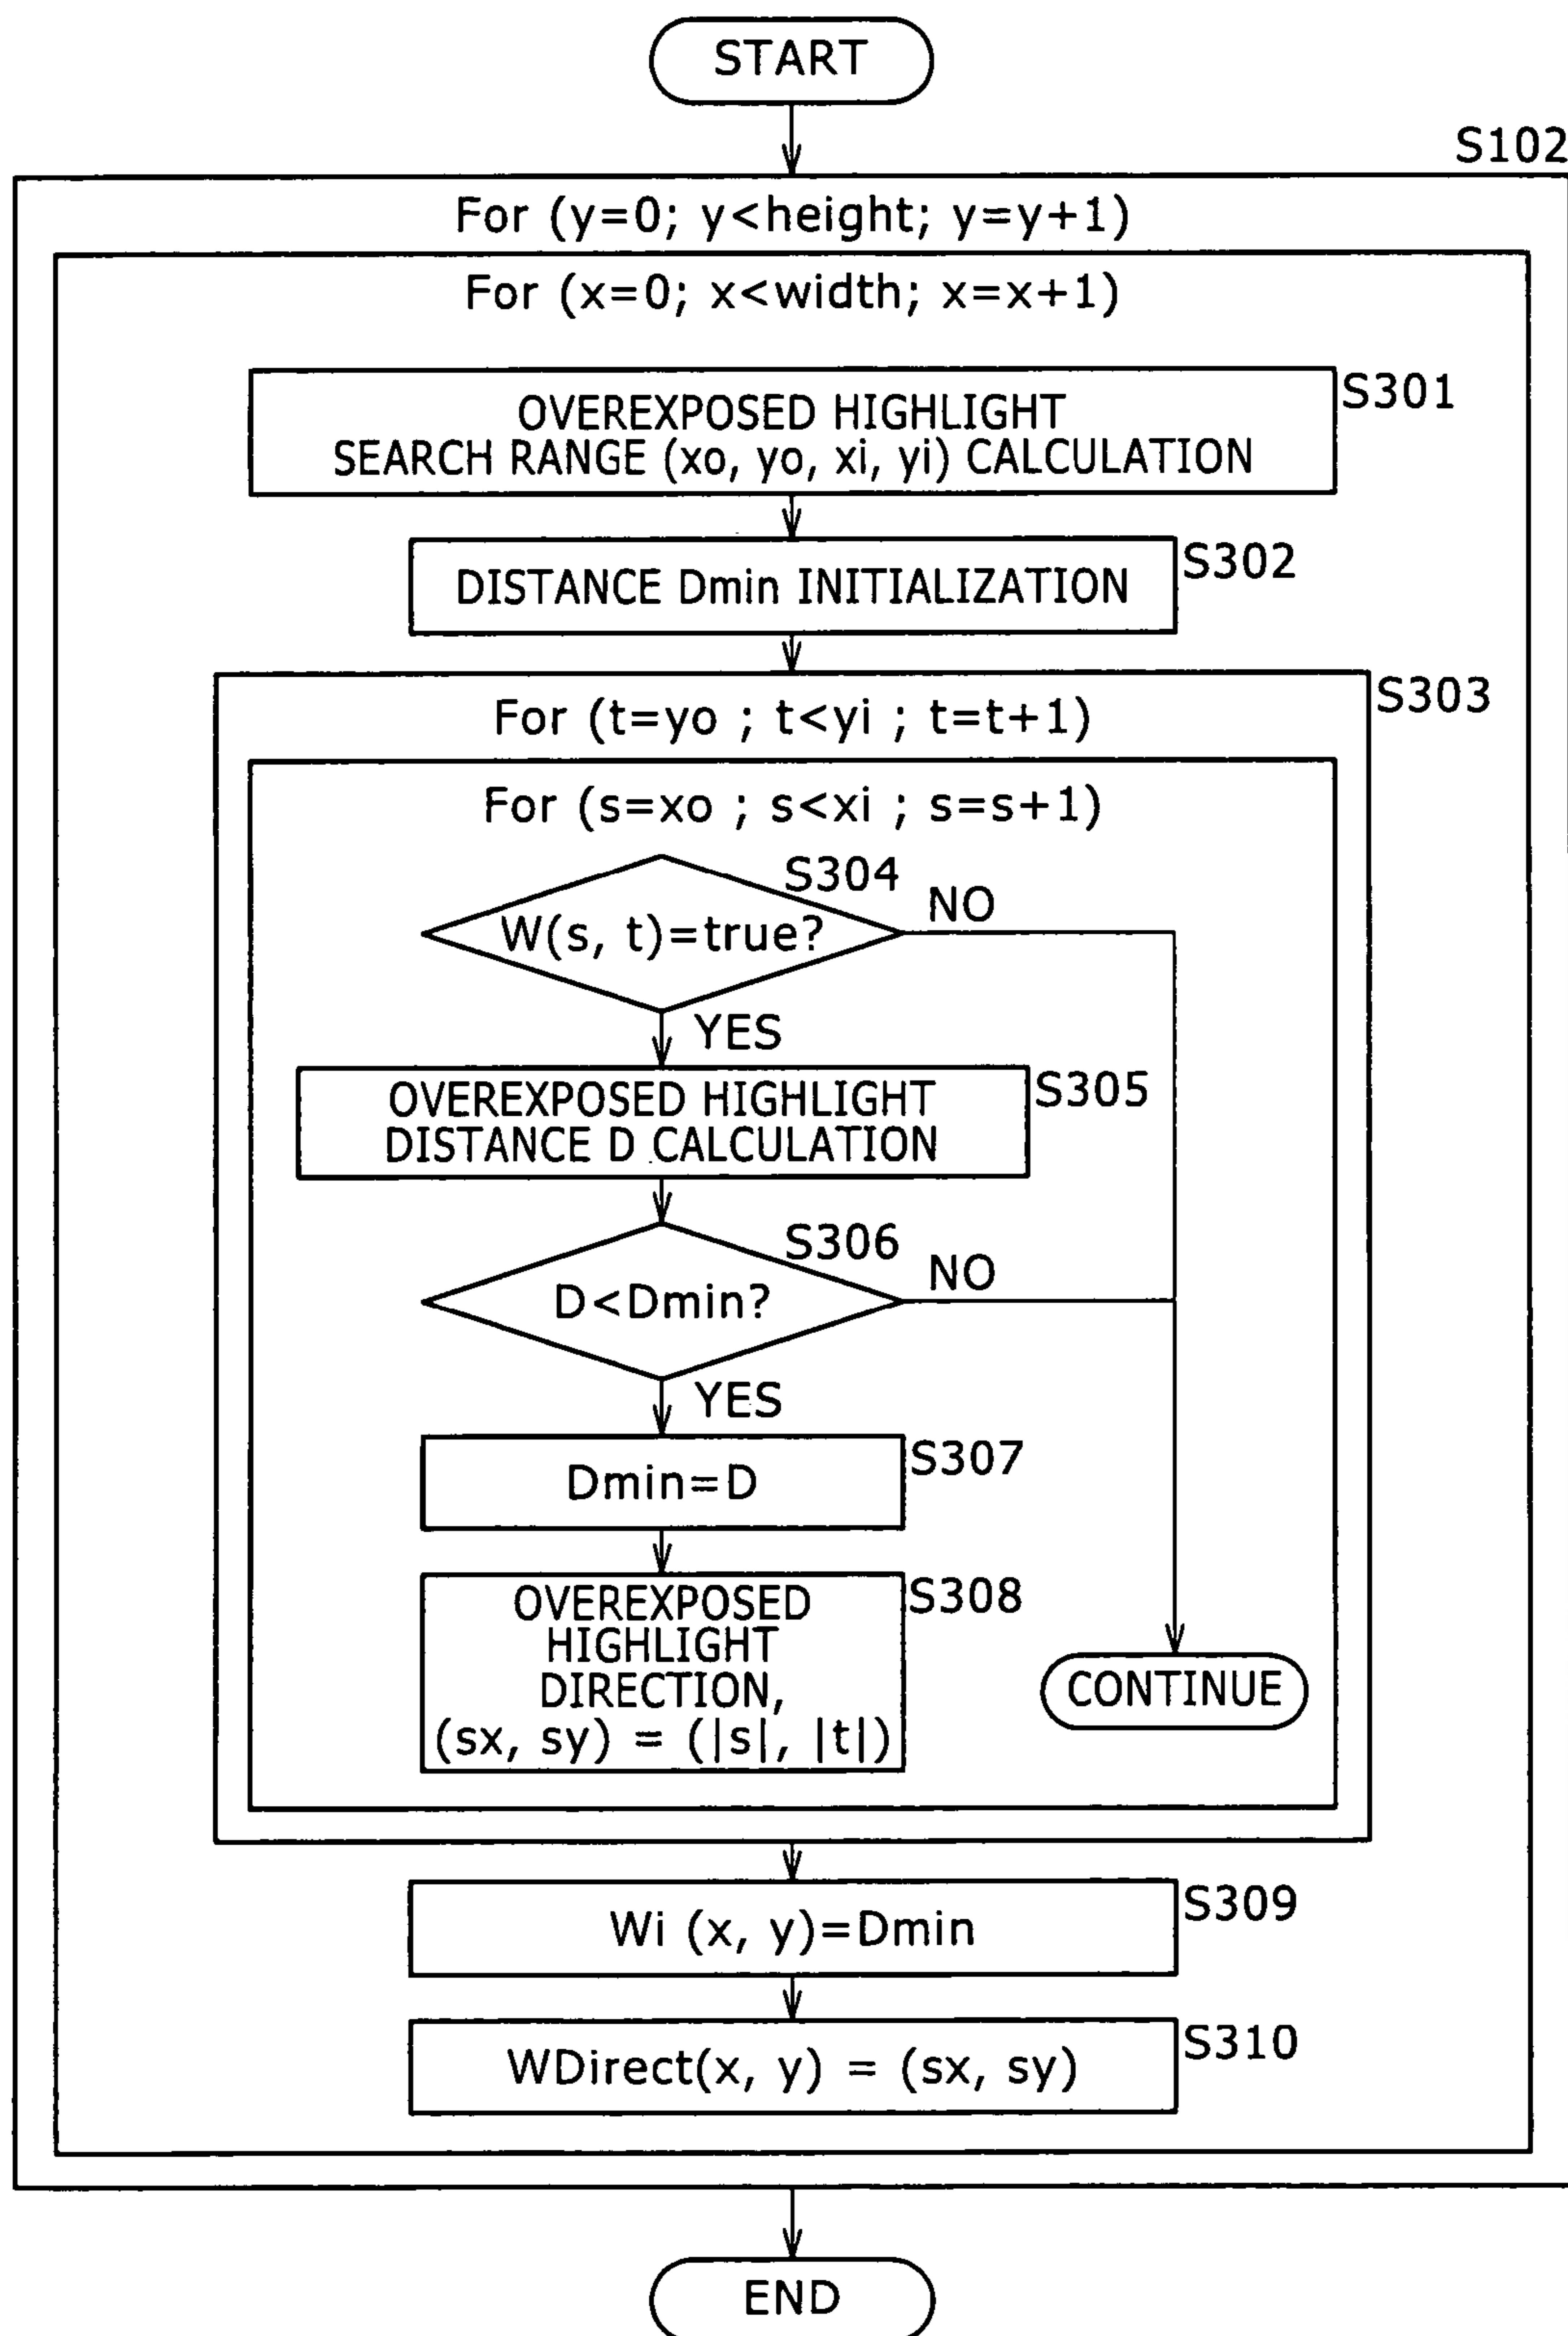 START
S102
For (y=0; y<height; y=y+1)
For (x=0; x<width; x=x+1)
OVEREXPOSED HIGHLIGHT
SEARCH RANGE (xo, yo, xi, yi) CALCULATION
S301
DISTANCE Dmin INITIALIZATION
S302
For (t=yo ; t<yi ; t=t+1)
S303
For (s=xo ; s<xi ; s=s+1)
S304
W(s, t)=true?
NO
YES
OVEREXPOSED HIGHLIGHT
DISTANCE D CALCULATION
S305
S306
D<Dmin?
NO
YES
Dmin=D
S307
OVEREXPOSED
HIGHLIGHT
DIRECTION,
(sx, sy) = (|s|, |t|)
S308
CONTINUE
Wi (x, y)=Dmin
S309
WDirect(x, y) = (sx, sy)
S310
END